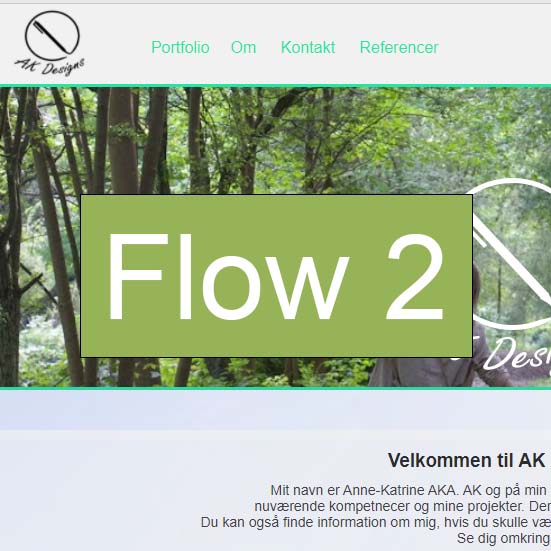 AK Designs
Portfolio Om Kontakt Referencer
Flow 2
Desi
Velkommen til AK
Mit navn er Anne-Katrine AKA. AK og på min
nuværende kompetnecer og mine projekter. Der
Du kan også finde information om mig, hvis du skulle væ
Se dig omkring